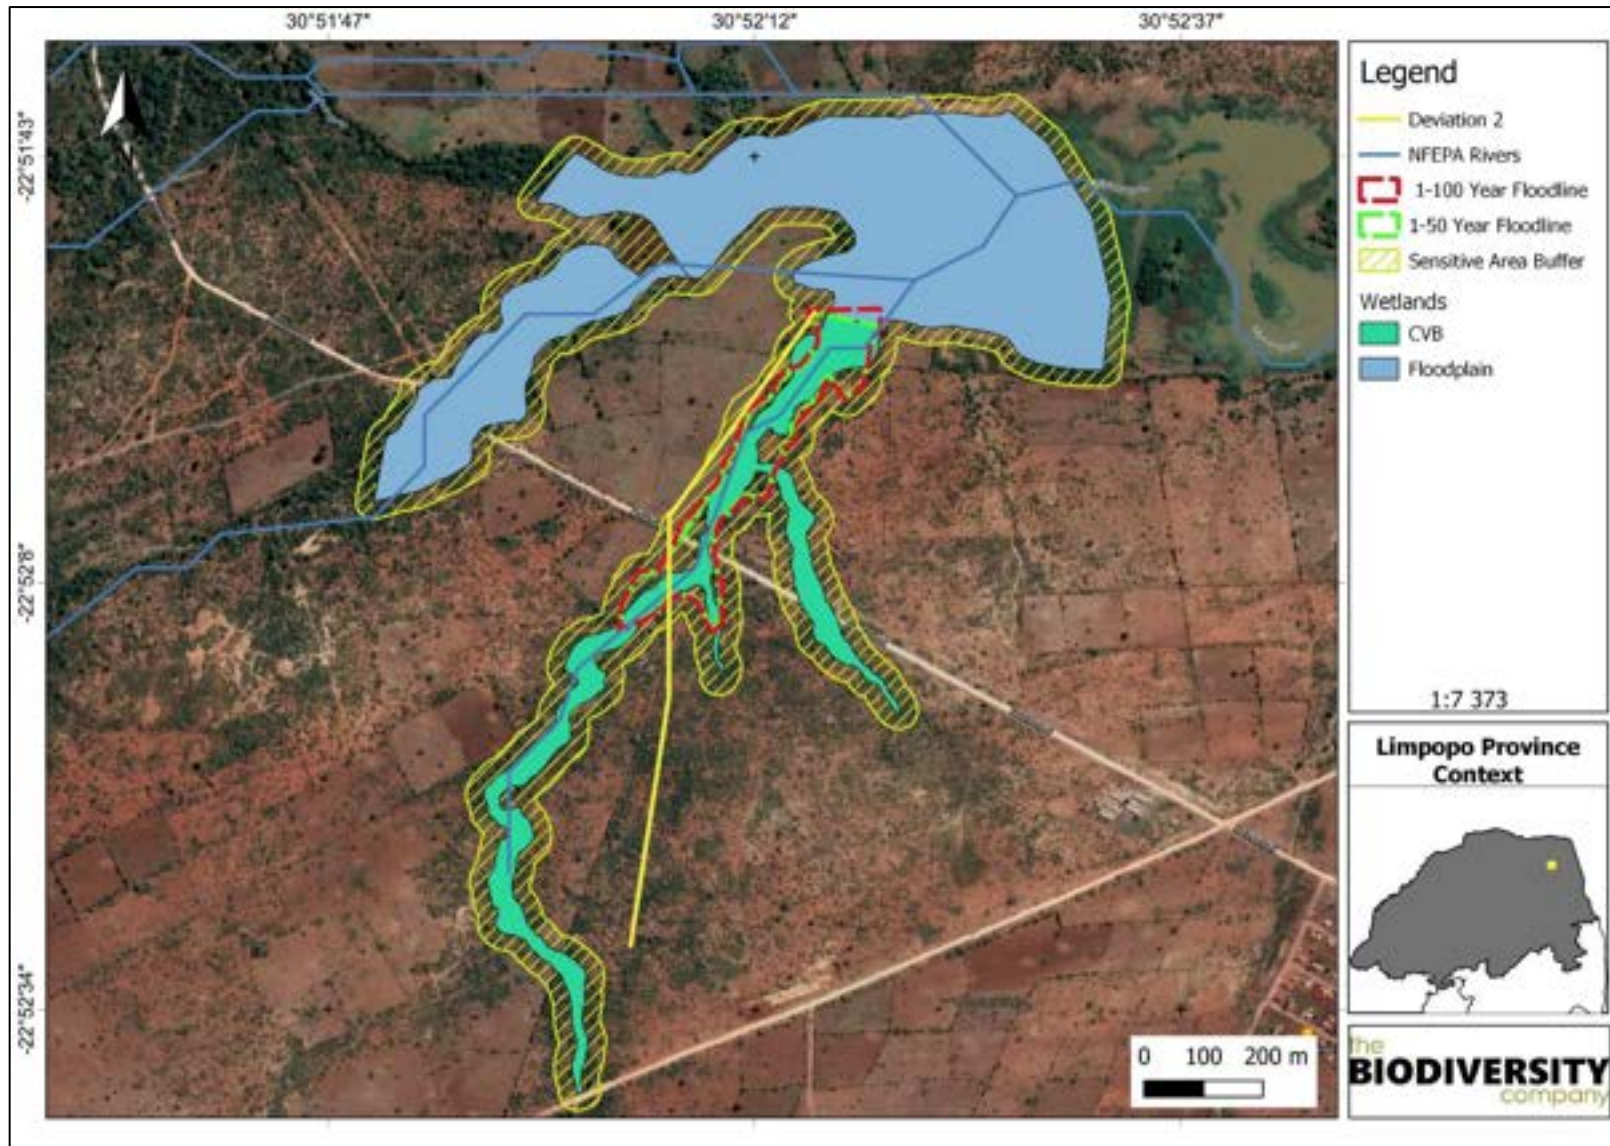 30°51'47"
30°52'12"
30°52'37"
-22°51'43"
-22°52'8"
-22°52'34"
Legend
Deviation 2
NFEPA Rivers
1-100 Year Floodline
1-50 Year Floodline
Sensitive Area Buffer
Wetlands
CVB
Floodplain
1:7 373
Limpopo Province
Context
0 100 200 m
the
BIODIVERSITY
company